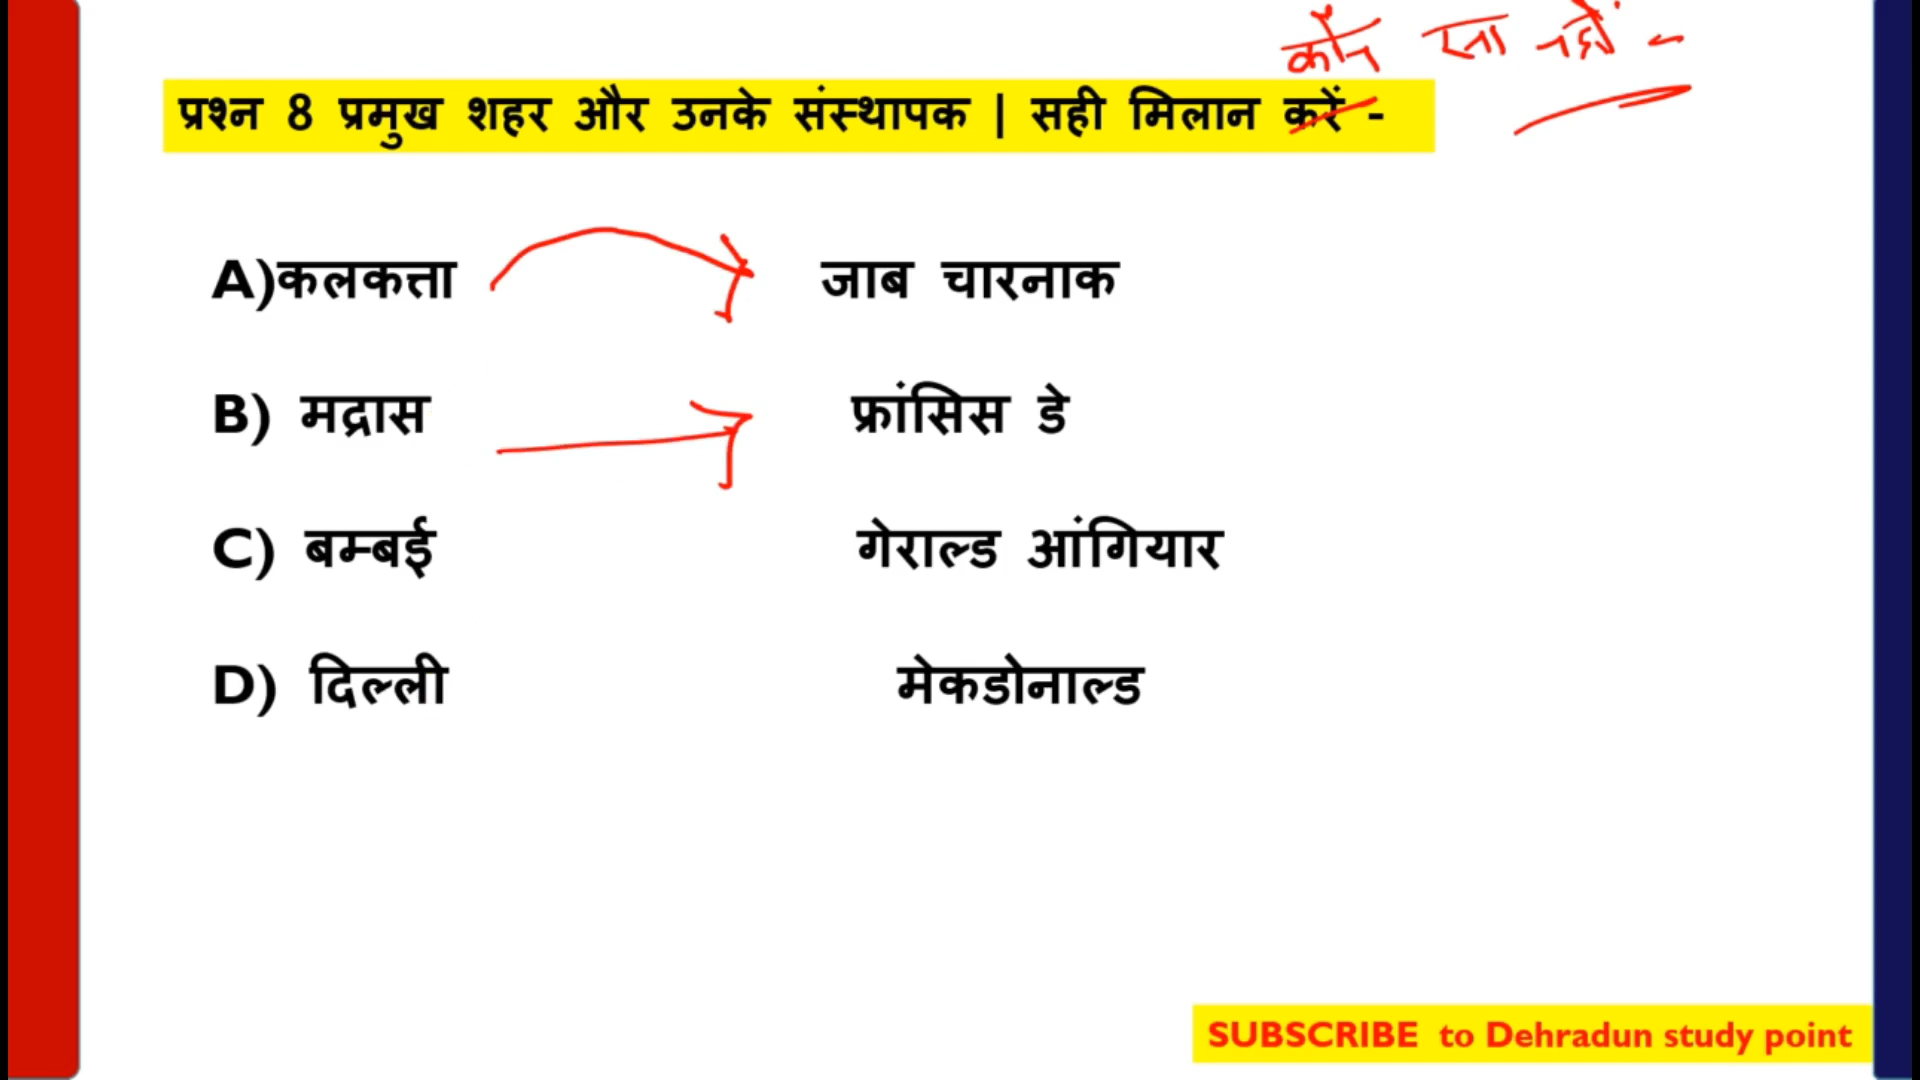 कौन सा नहीं -
प्रश्न 8 प्रमुख शहर और उनके संस्थापक | सही मिलान करें -
A)कलकत्ता जाब चारनाक
B) मद्रास फ्रांसिस डे
C) बम्बई गेराल्ड आंगियार
D) दिल्ली मेकडोनाल्ड
SUBSCRIBE to Dehradun study point